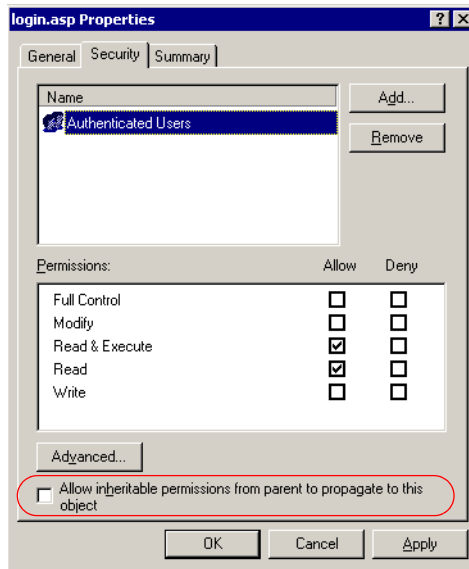 login.asp Properties
General Security Summary
Name
Add...
Authenticated Users
Remove
Permissions: Allow Deny
Full Control
Modify
Read & Execute
Read
Write
Advanced...
Allow inheritable permissions from parent to propagate to this
object
OK Cancel Apply